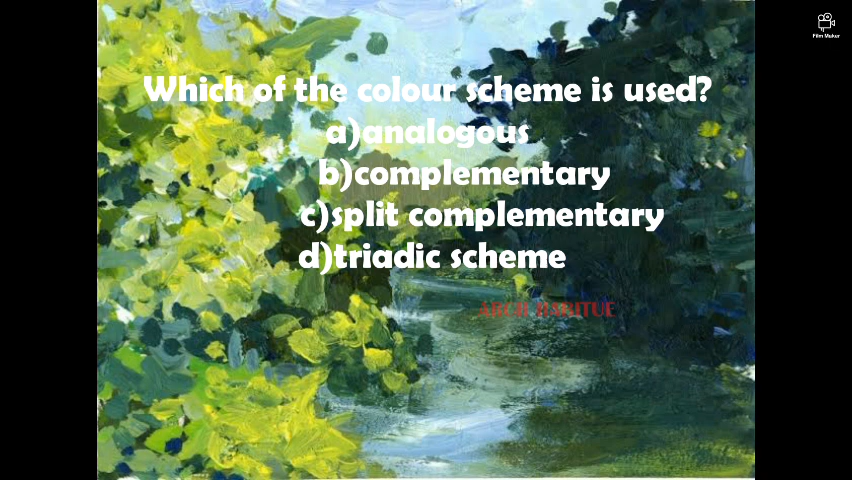 Which of the colour scheme is used?
a)analogous
b)complementary
c)split complementary
d)triadic scheme
ARCH HABITUE
Film Maker